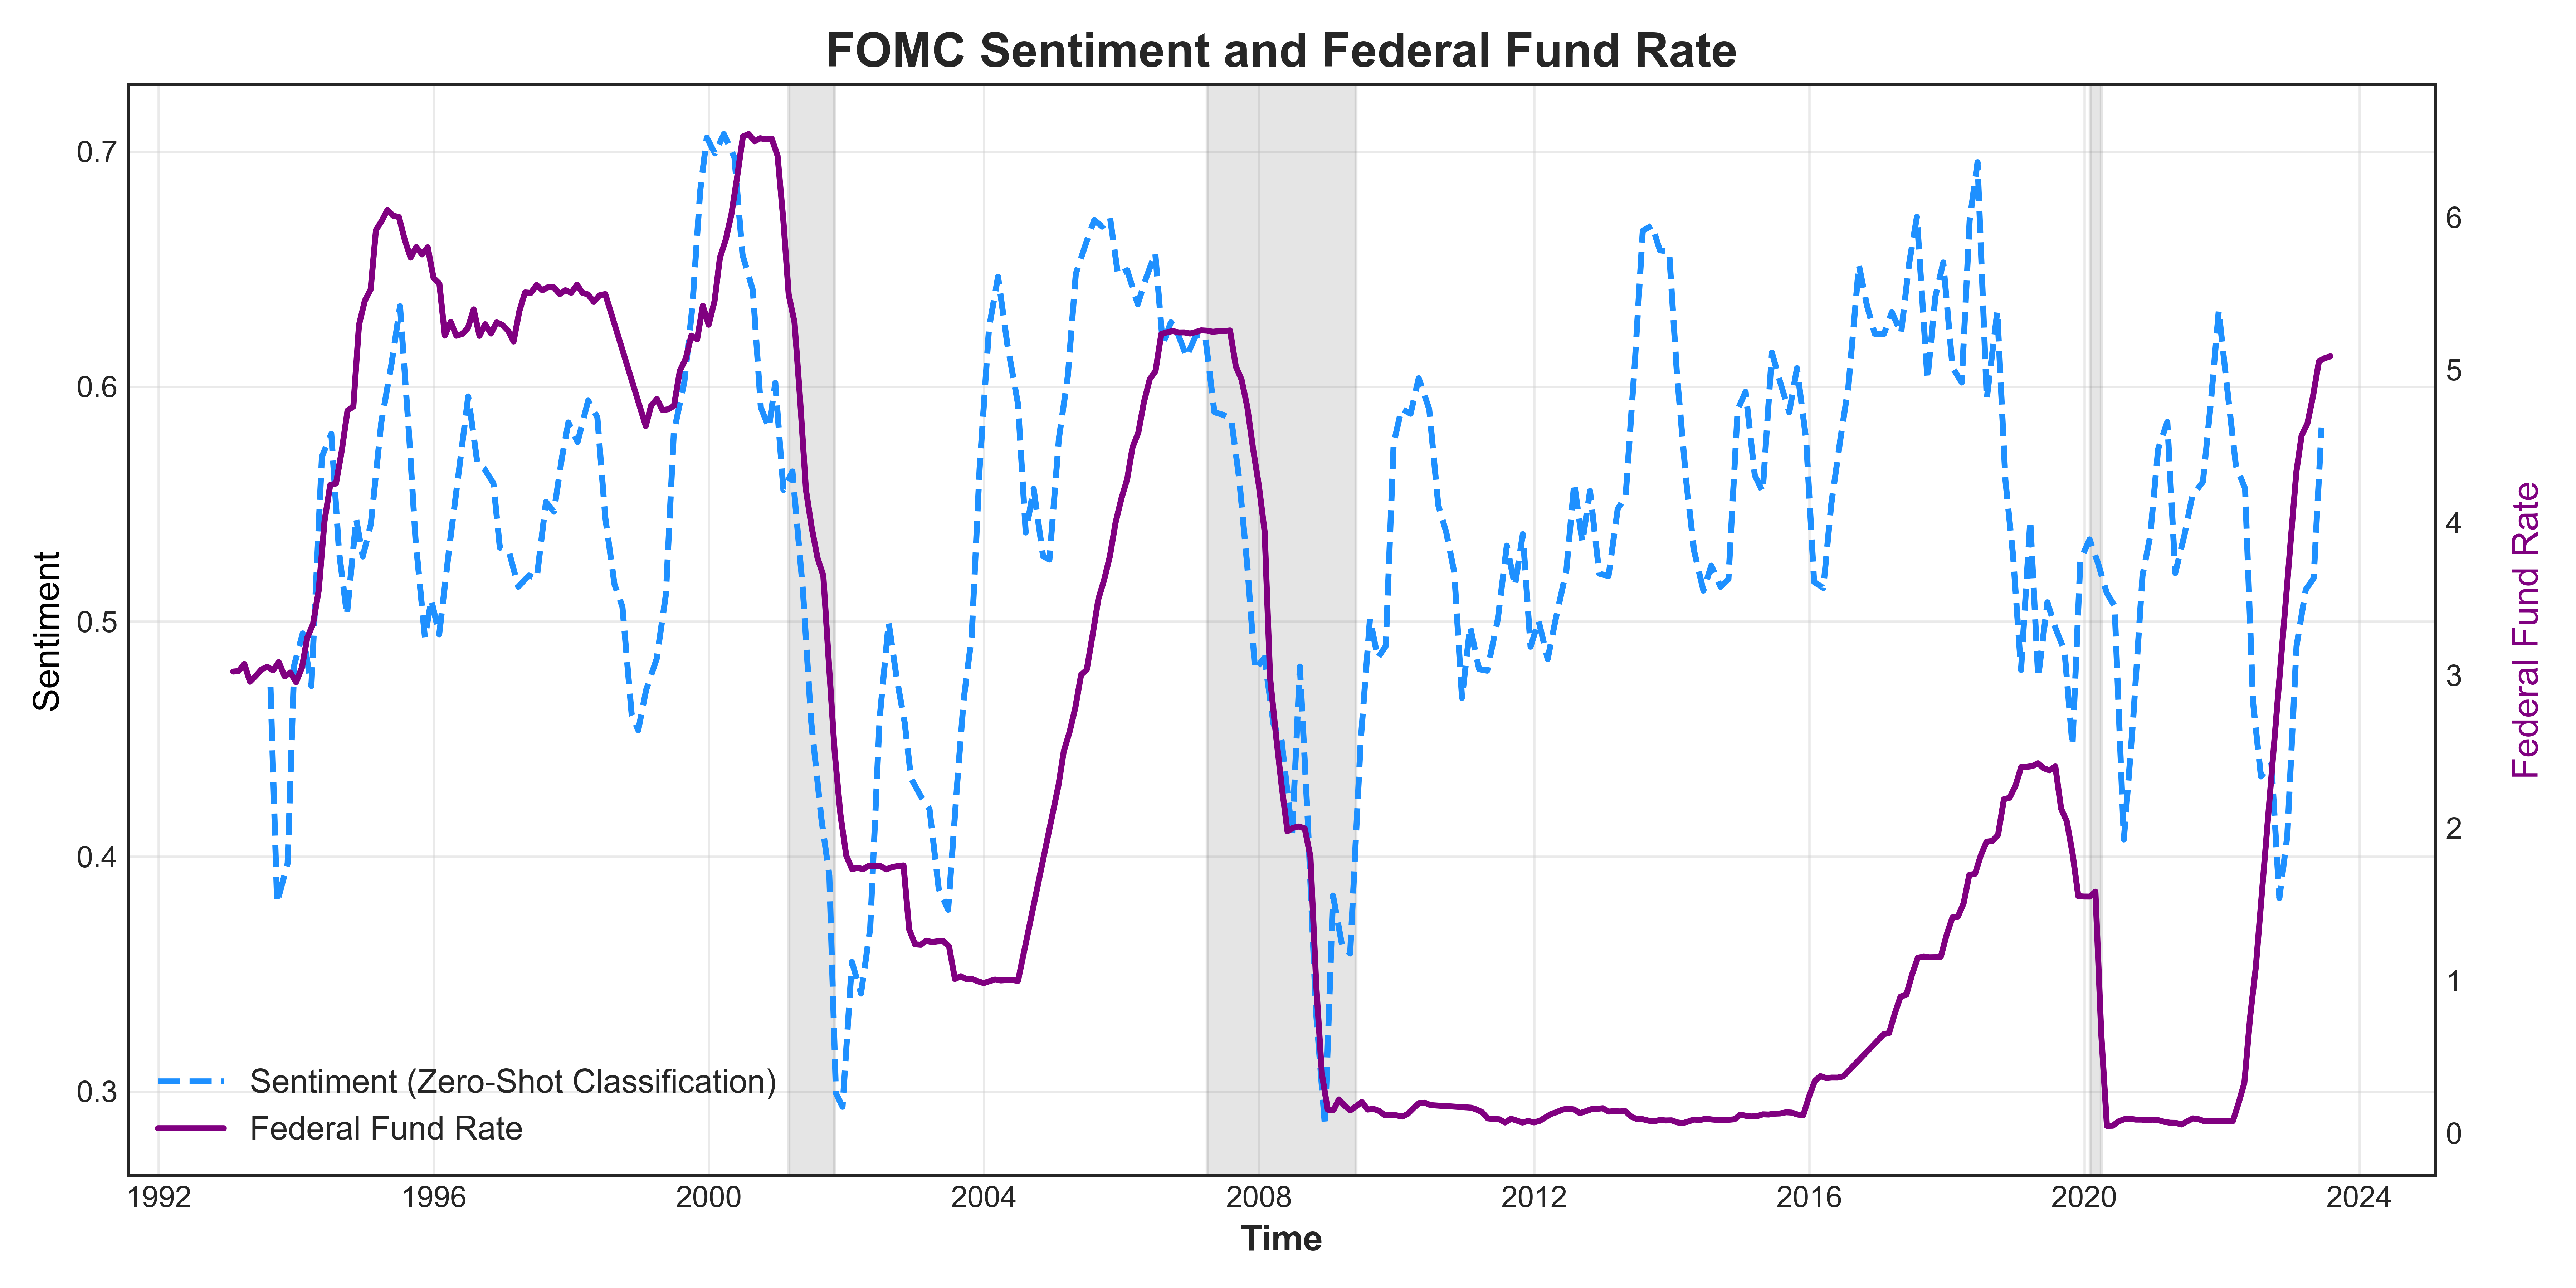 FOMC Sentiment and Federal Fund Rate
0.7
0.6
0.5
0.4
0.3
Sentiment
6
5
4
3
2
1
0
Federal Fund Rate
Sentiment (Zero-Shot Classification)
Federal Fund Rate
1992 1996 2000 2004 2008 2012 2016 2020 2024
Time